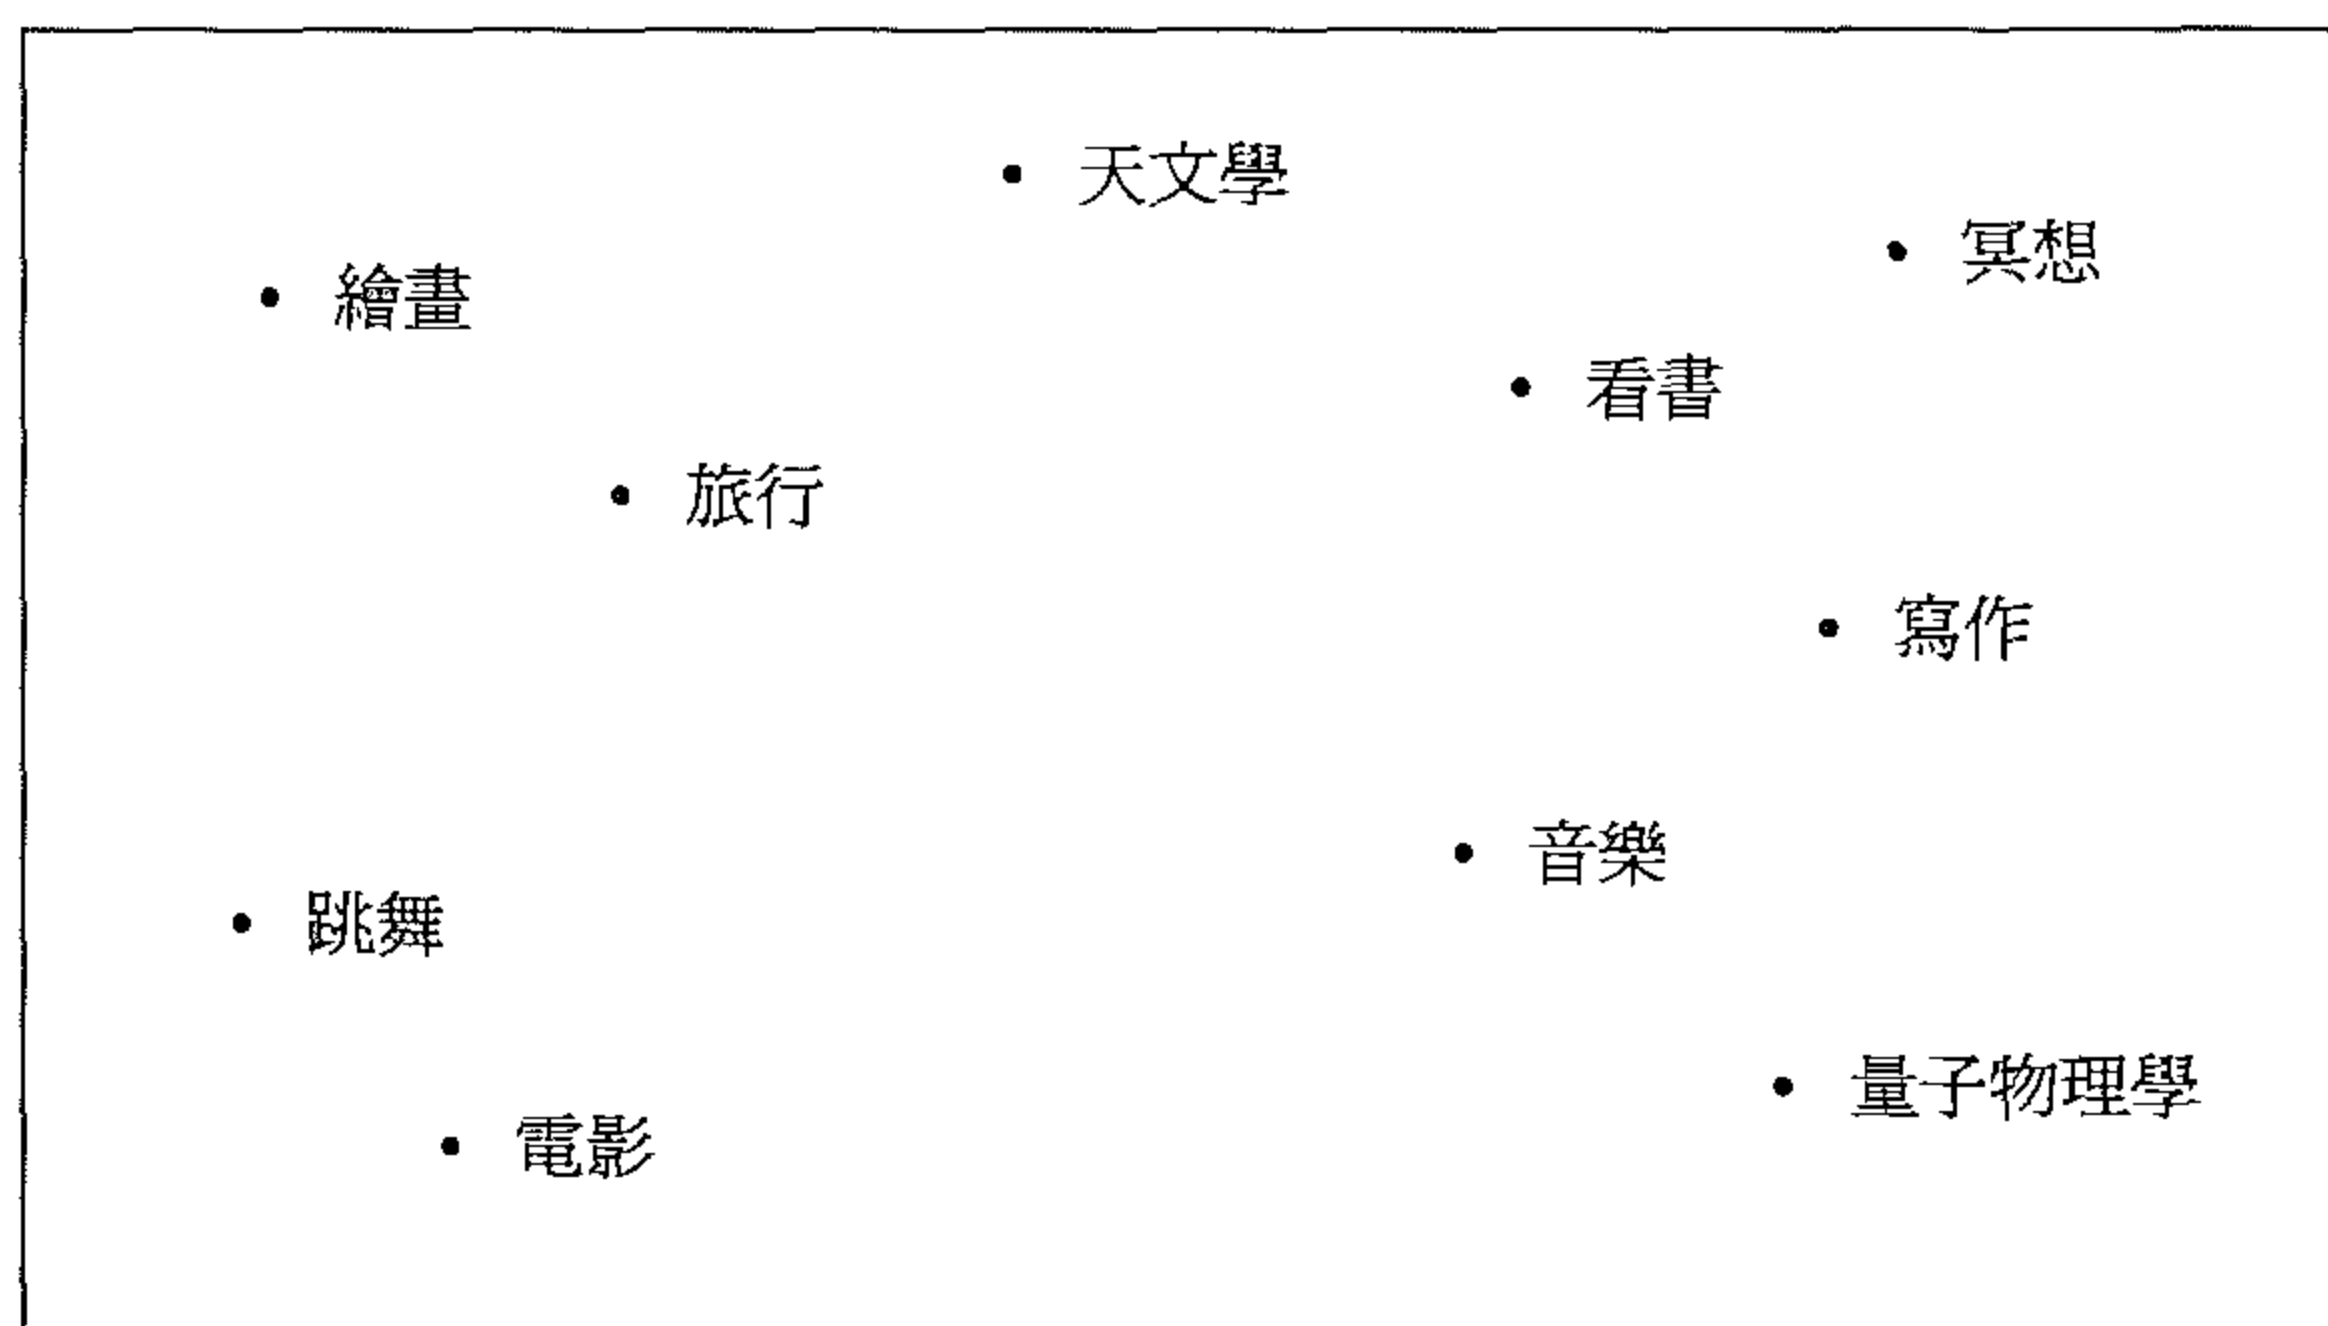 • 天文學
• 冥想
• 繪畫
• 看書
• 旅行
• 寫作
• 音樂
• 跳舞
• 量子物理學
• 電影